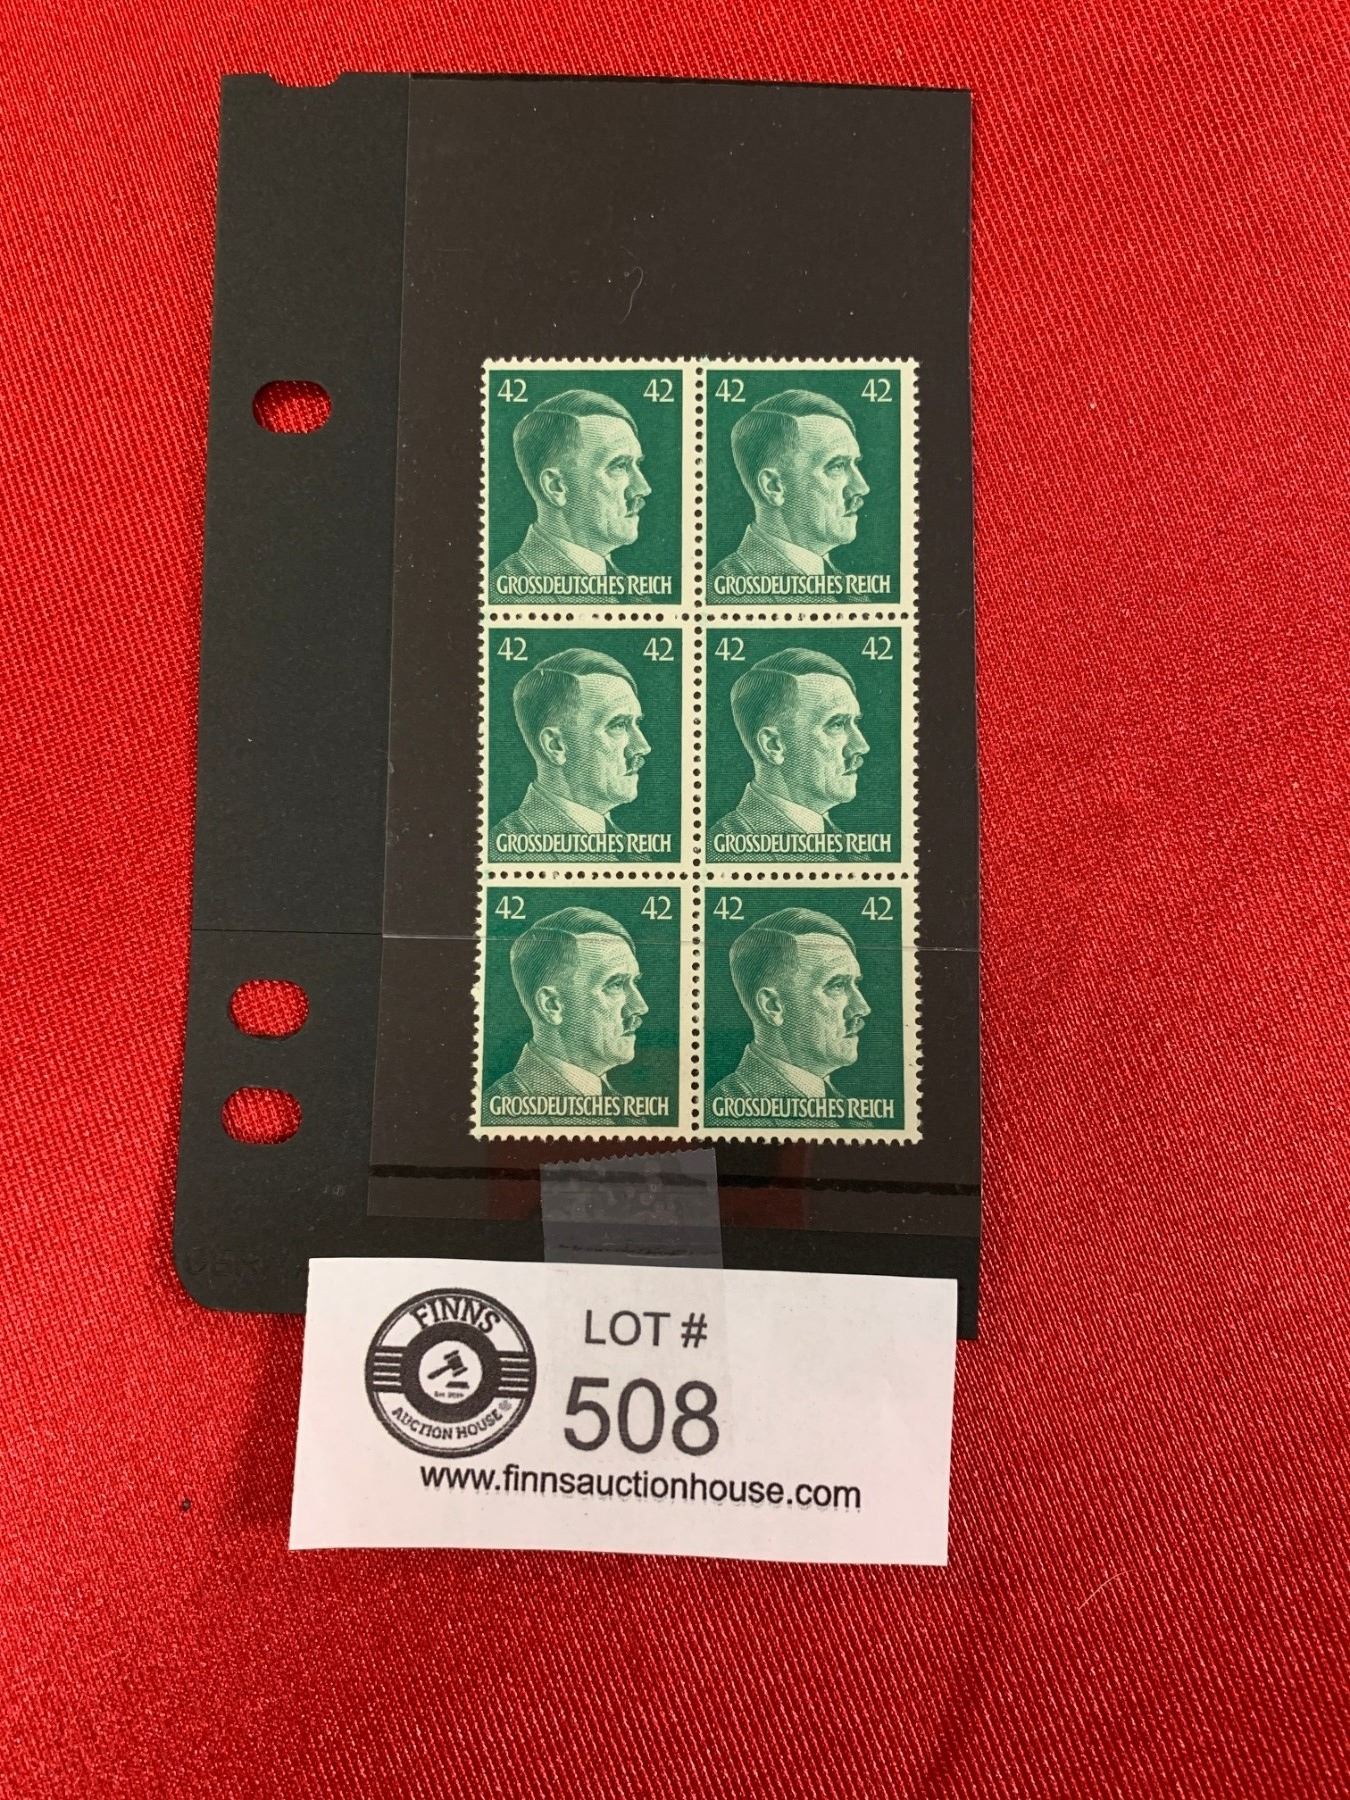 42 42 42 42
GROSSDEUTSCHES REICH GROSSDEUTSCHES REICH
42 42 42 42
GROSSDEUTSCHES REICH GROSSDEUTSCHES REICH
42 42 42 42
GROSSDEUTSCHES REICH GROSSDEUTSCHES REICH
FINNS
AUCTION HOUSE
LOT #
508
www.finnsauctionhouse.com